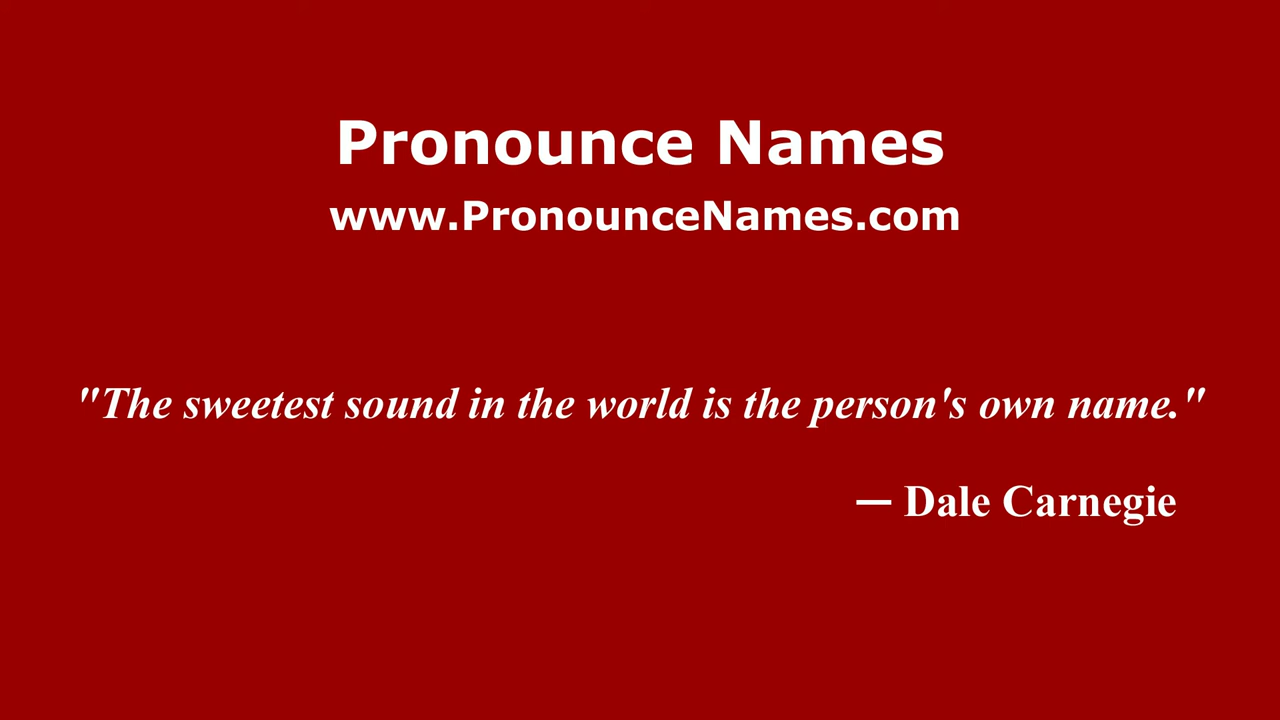 Pronounce Names
www.PronounceNames.com
"The sweetest sound in the world is the person's own name."
— Dale Carnegie